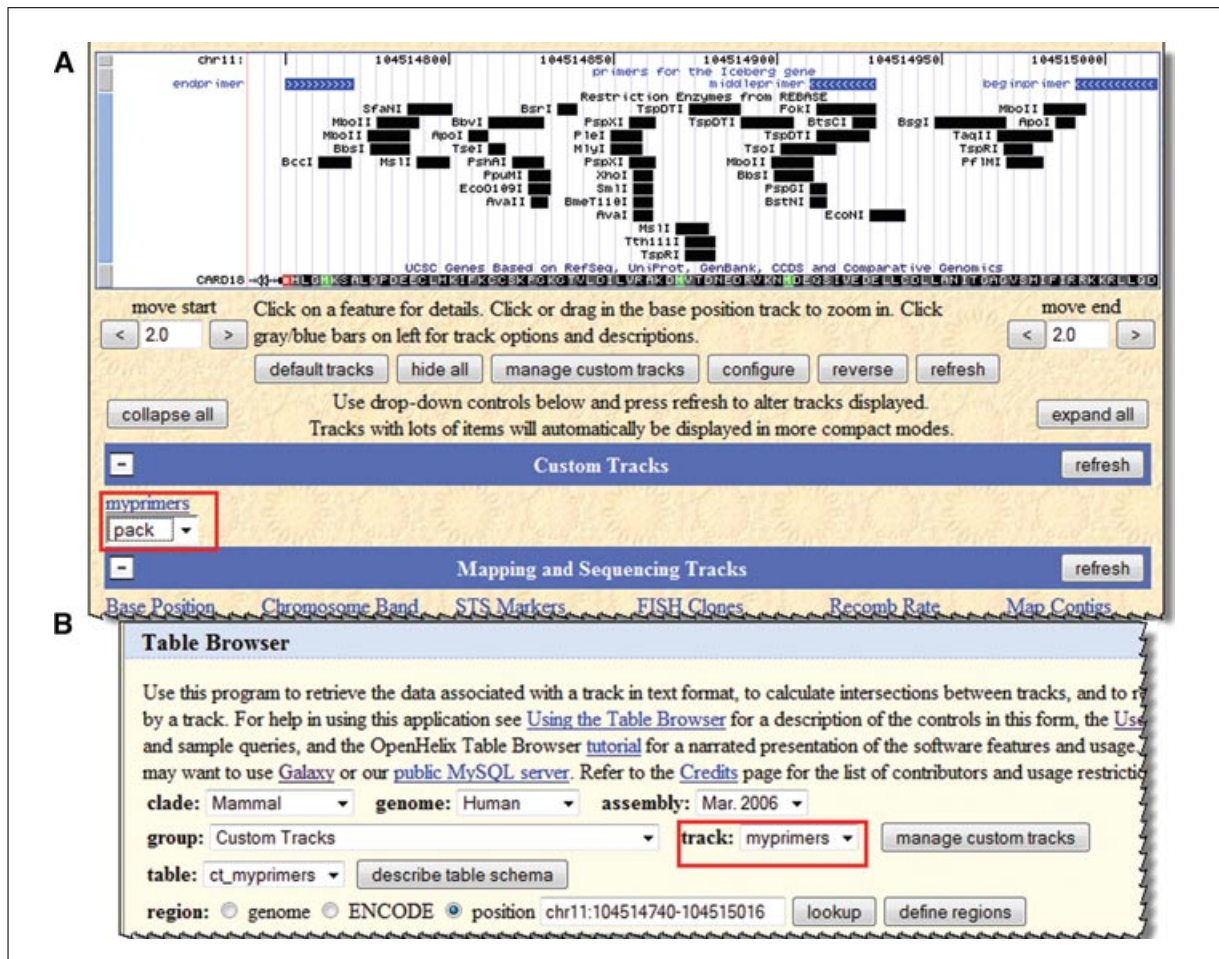 A
chr11: 104514800| 104514850| 104514900| 104514950| 104515000|
primers for the Iceberg gene
endprimer middleprimer beginprimer
Restriction Enzymes from REBASE
SfaNI BsrI TspDTI FokI MboII
MboII BbvI PspXI TspDTI BtsCI BsgI ApoI
MboII ApoI PleI TspDTI TaqII
BbsI TseI MlyI TsoI TspRI
BccI MslI PshAI PspXI MboII PflMI
PpuMI XhoI BbsI
EcoO109I SmlI PspGI
AvaII BmeT110I BstNI
AvaI EcoNI
MslI
Tth111I
TspRI
UCSC Genes Based on RefSeq, UniProt, GenBank, CCDS and Comparative Genomics
CARD18
move start Click on a feature for details. Click or drag in the base position track to zoom in. Click move end
< 2.0 > gray/blue bars on left for track options and descriptions. < 2.0 >
default tracks hide all manage custom tracks configure reverse refresh
collapse all Use drop-down controls below and press refresh to alter tracks displayed. expand all
Tracks with lots of items will automatically be displayed in more compact modes.
- Custom Tracks refresh
myprimers
pack
- Mapping and Sequencing Tracks refresh
Base Position Chromosome Band STS Markers FISH Clones Recomb Rate Map Contigs
B
Table Browser
Use this program to retrieve the data associated with a track in text format, to calculate intersections between tracks, and to
by a track. For help in using this application see Using the Table Browser for a description of the controls in this form, the
and sample queries, and the OpenHelix Table Browser tutorial for a narrated presentation of the software features and usage.
may want to use Galaxy or our public MySQL server. Refer to the Credits page for the list of contributors and usage
clade: Mammal genome: Human assembly: Mar. 2006
group: Custom Tracks track: myprimers manage custom tracks
table: ct_myprimers describe table schema
region: genome ENCODE position chr11:104514740-104515016 lookup define regions